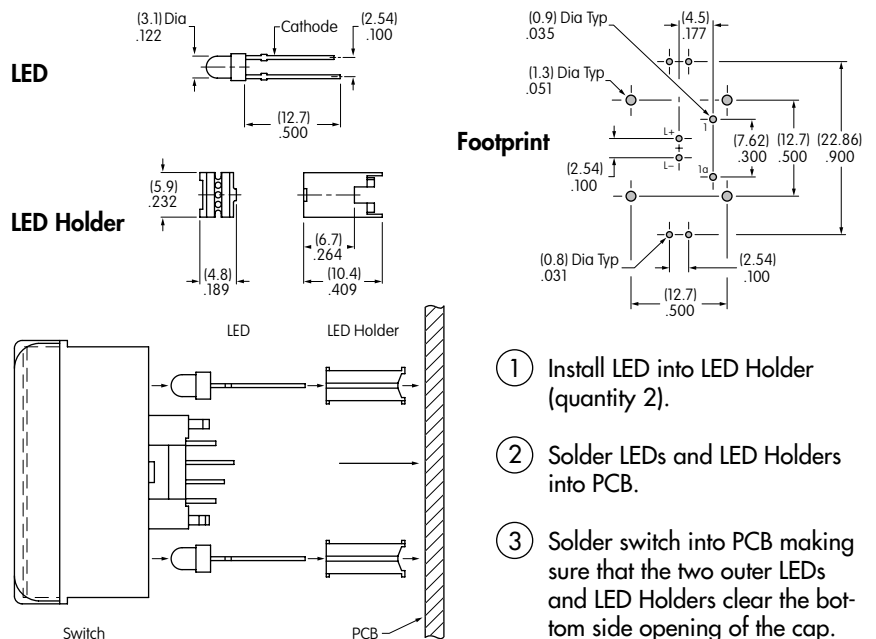 (3.1) Dia
.122
Cathode
(2.54)
.100
LED
(12.7)
.500
(5.9)
.232
LED Holder
(4.8)
.189
(6.7)
.264
(10.4)
.409
(0.9) Dia Typ
.035
(4.5)
.177
(1.3) Dia Typ
.051
Footprint
L+
L–
1
1a
(2.54)
.100
(7.62)
.300
(12.7)
.500
(22.86)
.900
(0.8) Dia Typ
.031
(2.54)
.100
(12.7)
.500
LED
LED Holder
Switch
PCB
1 Install LED into LED Holder
(quantity 2).
2 Solder LEDs and LED Holders
into PCB.
3 Solder switch into PCB making
sure that the two outer LEDs
and LED Holders clear the bot-
tom side opening of the cap.